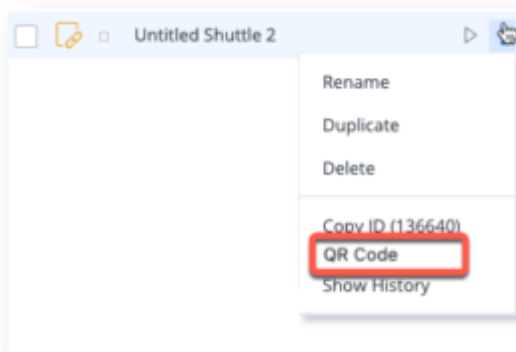 Untitled Shuttle 2
Rename
Duplicate
Delete
Copy ID (136640)
QR Code
Show History